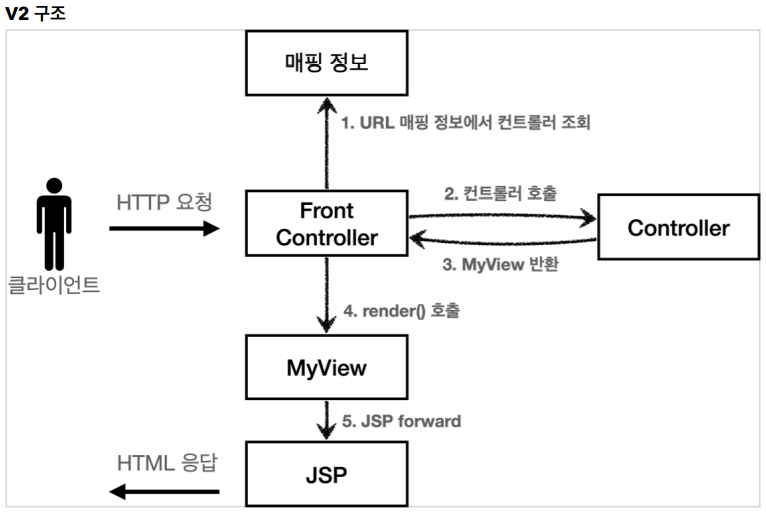 V2 구조
매핑 정보
1. URL 매핑 정보에서 컨트롤러 조회
HTTP 요청
Front
Controller
2. 컨트롤러 호출
Controller
3. MyView 반환
클라이언트
4. render() 호출
MyView
5. JSP forward
HTML 응답
JSP